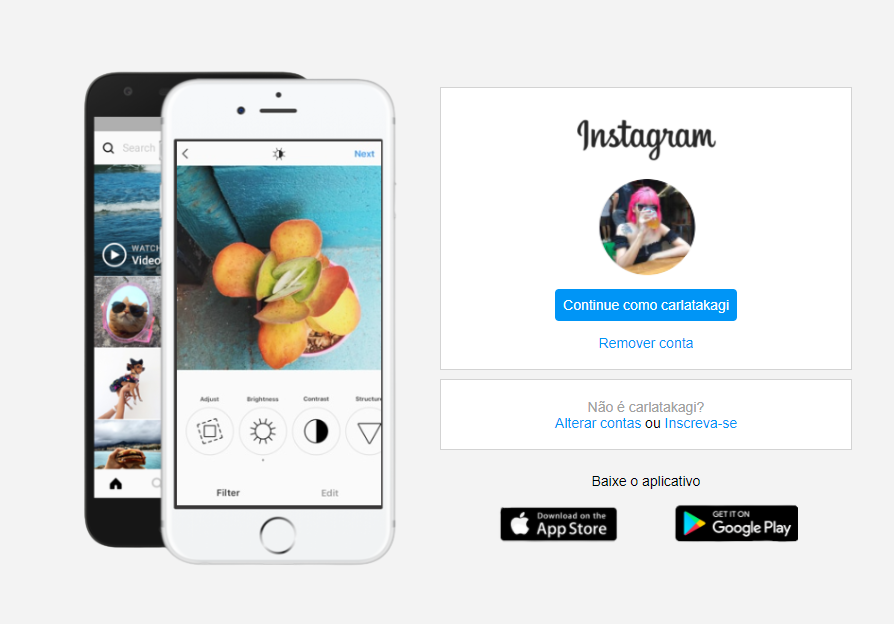 Search
WATCH
Video
Next
Adjust
Brightness
Contrast
Structure
Filter
Edit
Instagram
Continue como carlatakagi
Remover conta
Não é carlatakagi?
Alterar contas ou Inscreva-se
Baixe o aplicativo
Download on the
App Store
GET IT ON
Google Play